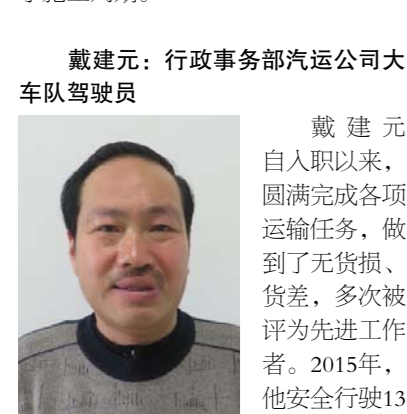 戴建元：行政事务部汽运公司大
车队驾驶员
戴建元
自入职以来，
圆满完成各项
运输任务，做
到了无货损、
货差，多次被
评为先进工作
者。2015年，
他安全行驶13